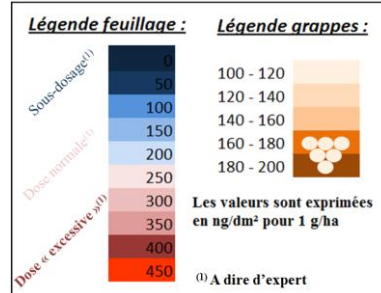 Légende feuillage :
Sous-dosage(1)
Dose normale(1)
Dose « excessive »(1)
0
50
100
150
200
250
300
350
400
450
Légende grappes :
100 - 120
120 - 140
140 - 160
160 - 180
180 - 200
Les valeurs sont exprimées
en ng/dm² pour 1 g/ha
(1) A dire d'expert